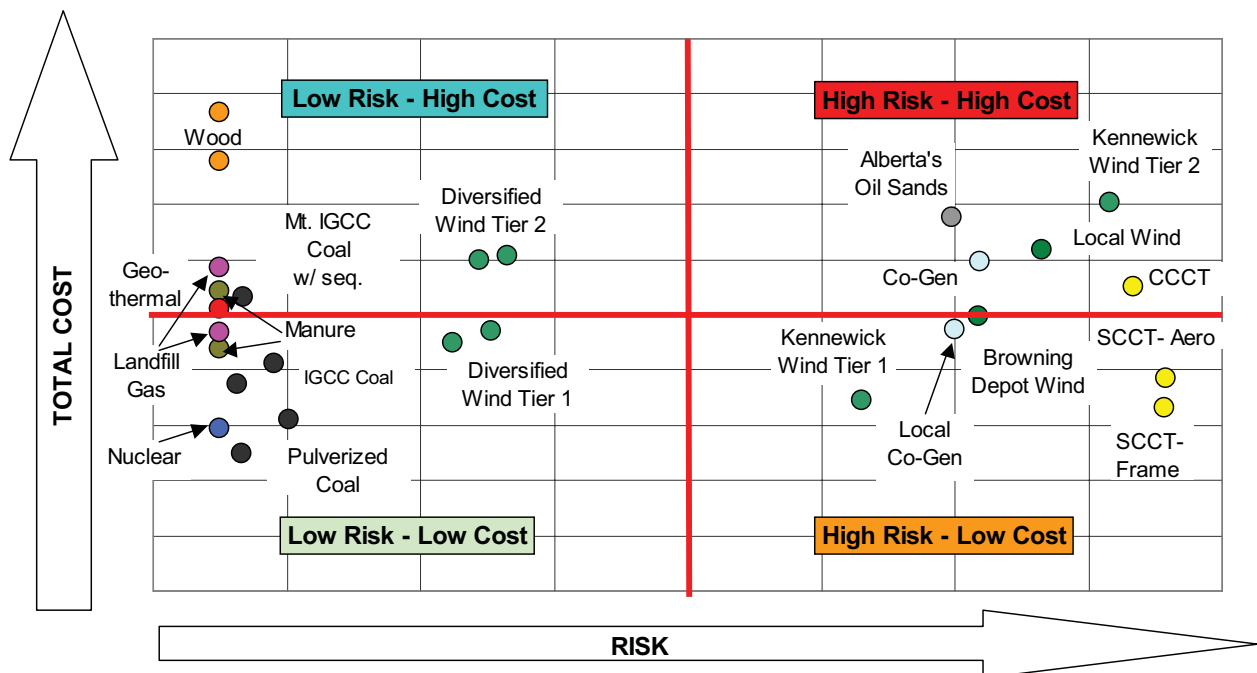 TOTAL COST
Low Risk - High Cost
High Risk - High Cost
Wood
Kennewick
Wind Tier 2
Alberta's
Oil Sands
Diversified
Wind Tier 2
Mt. IGCC
Coal
w/ seq.
Local Wind
Geo-
thermal
Co-Gen
CCCT
Manure
Landfill
Gas
IGCC Coal
Diversified
Wind Tier 1
Kennewick
Wind Tier 1
Browning
Depot Wind
SCCT- Aero
Nuclear
Pulverized
Coal
Local
Co-Gen
SCCT-
Frame
Low Risk - Low Cost
High Risk - Low Cost
RISK